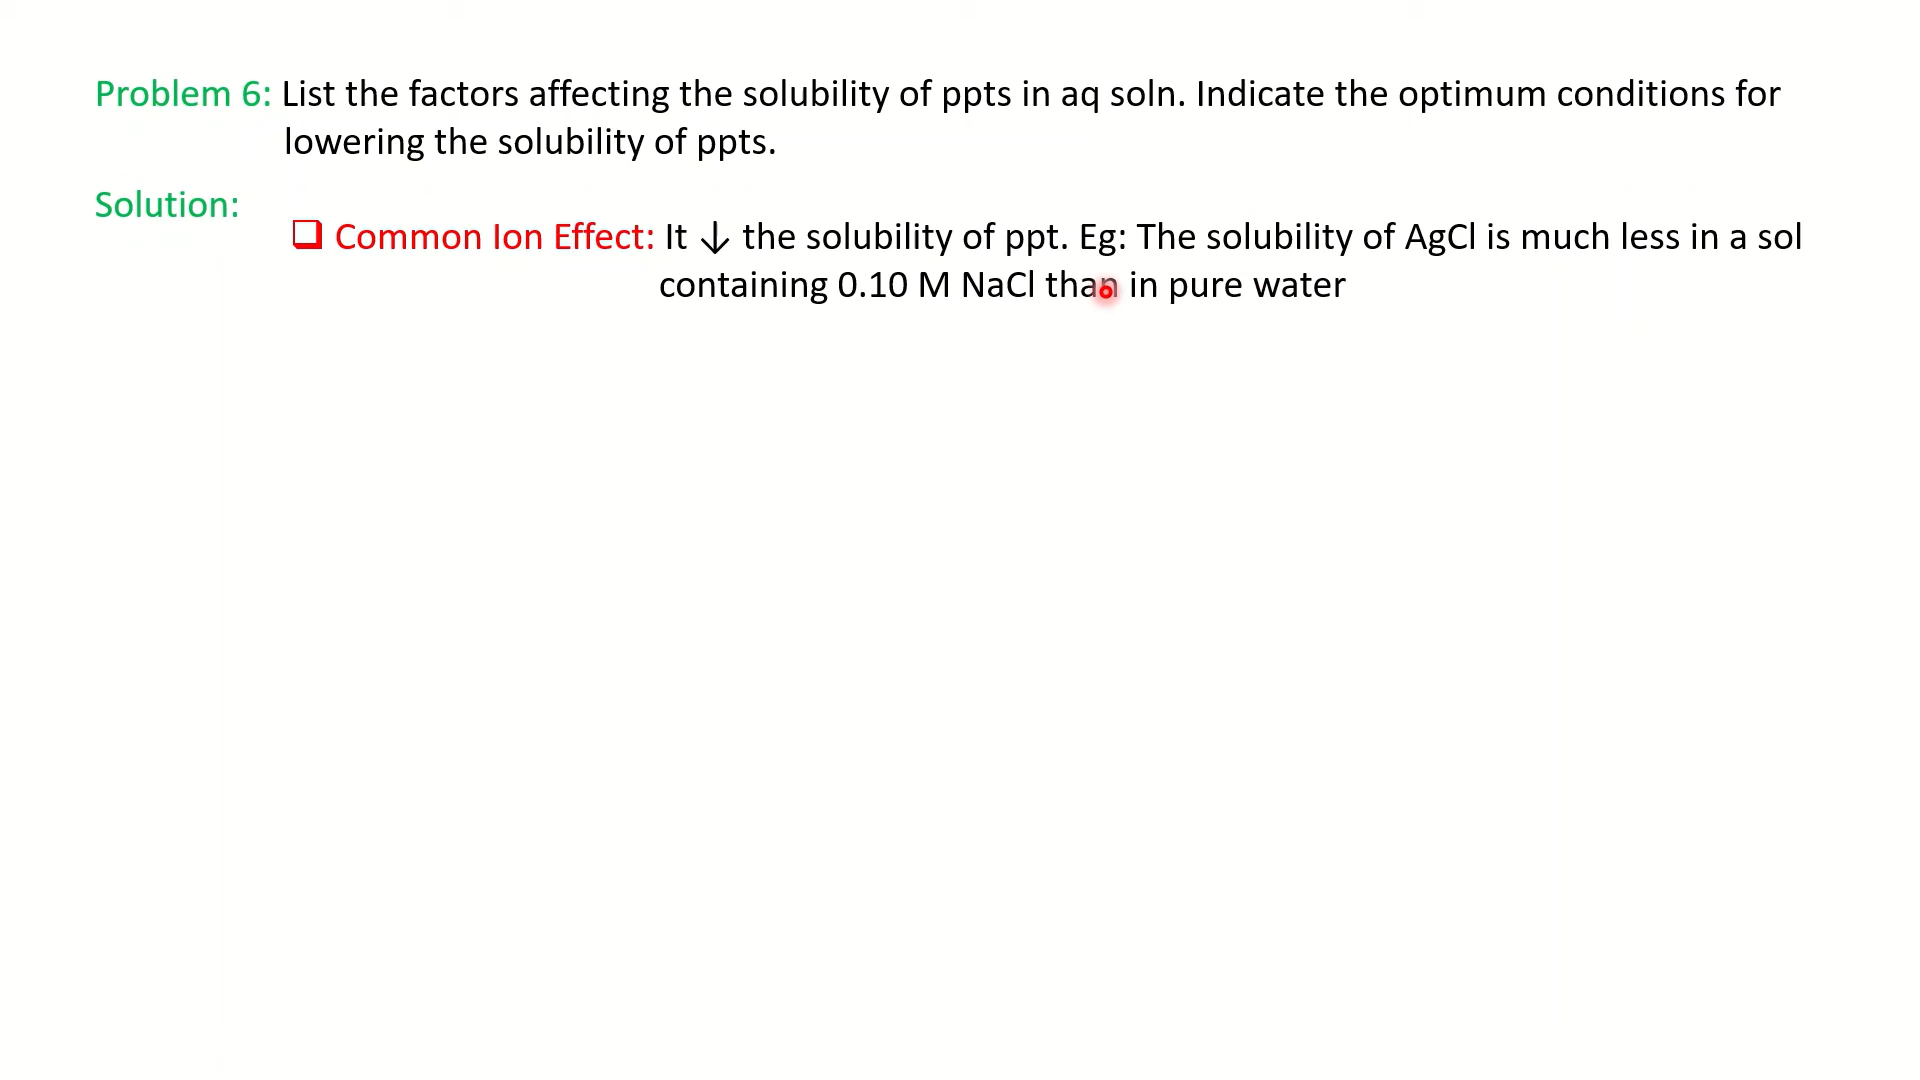 Problem 6: List the factors affecting the solubility of ppts in aq soln. Indicate the optimum conditions for
lowering the solubility of ppts.
Solution:
❑ Common Ion Effect: It ↓ the solubility of ppt. Eg: The solubility of AgCl is much less in a sol
containing 0.10 M NaCl than in pure water